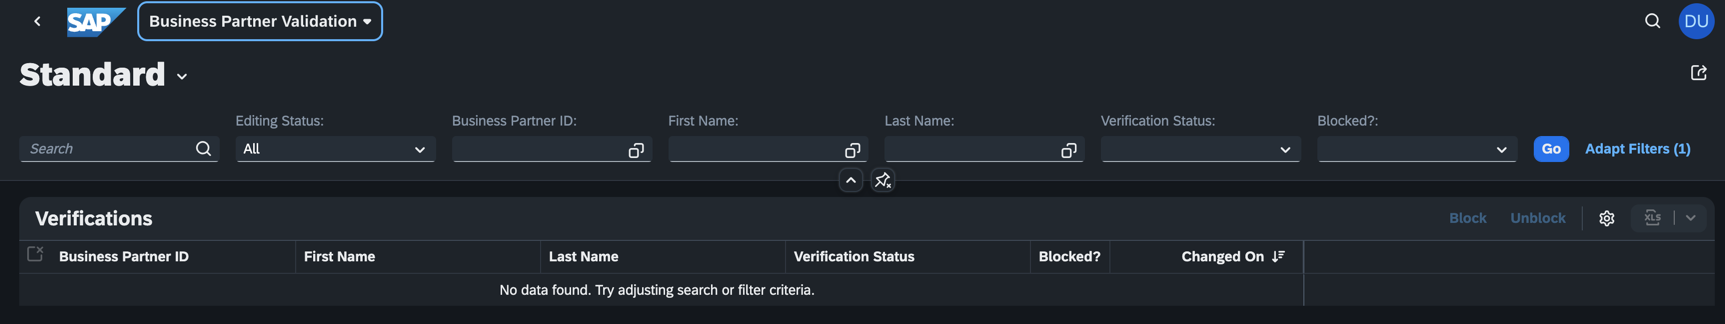 SAP Business Partner Validation DU
Standard
Editing Status: Business Partner ID: First Name: Last Name: Verification Status: Blocked?:
Search All Go Adapt Filters (1)
Verifications Block Unblock XLS
Business Partner ID First Name Last Name Verification Status Blocked? Changed On
No data found. Try adjusting search or filter criteria.